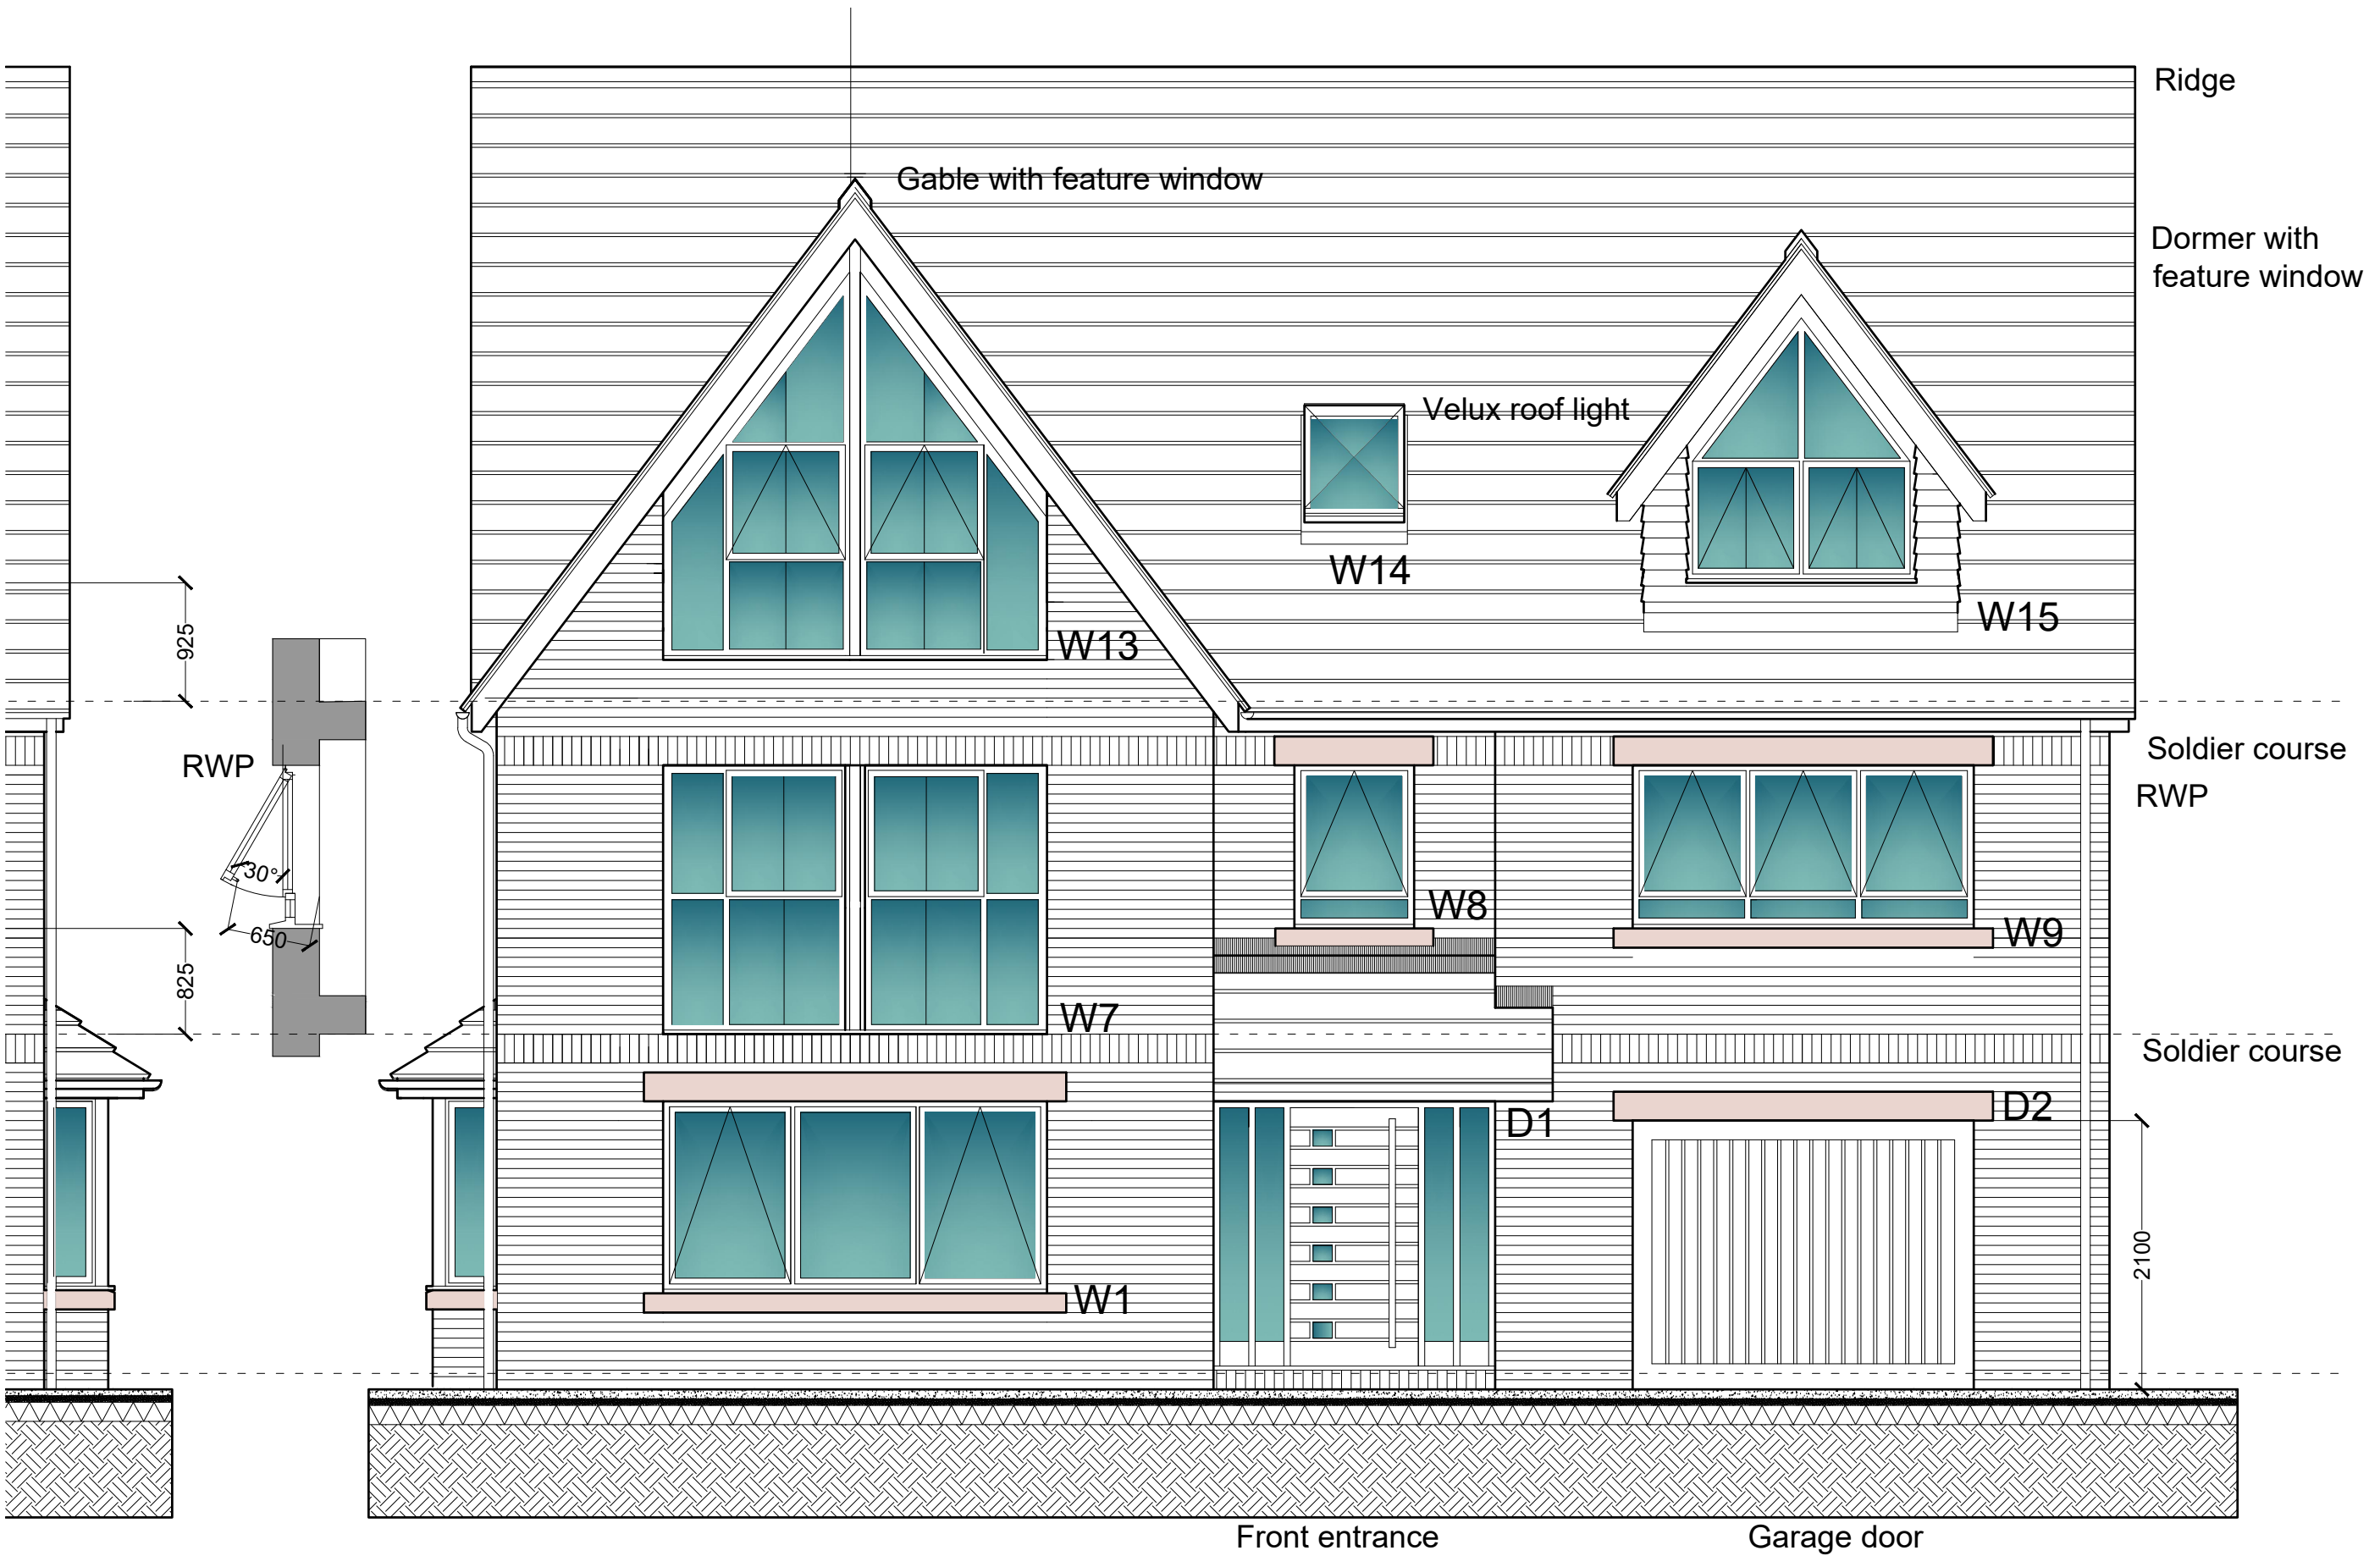 Ridge
Gable with feature window
Dormer with
feature window
Velux roof light
W14
W15
W13
925
RWP
Soldier course
RWP
30°
650
W8
W9
825
W7
Soldier course
D1
D2
2100
W1
Front entrance
Garage door